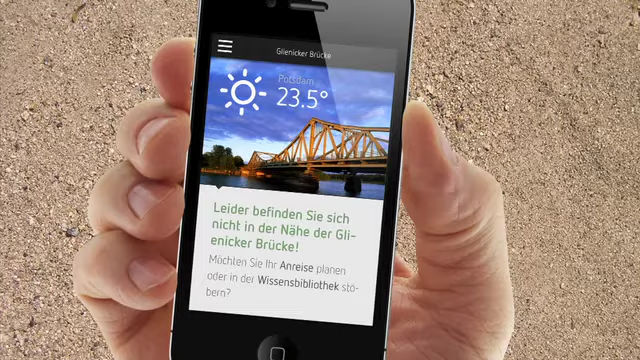 Glienicker Brücke
Potsdam
23.5°
Leider befinden Sie sich
nicht in der Nähe der Gli-
enicker Brücke!
Möchten Sie Ihr Anreise planen
oder in der Wissensbibliothek stö-
bern?